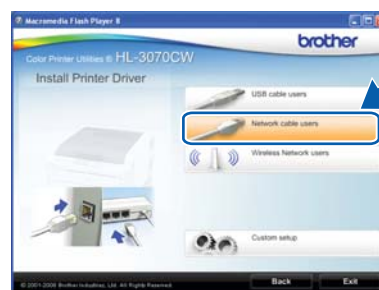 Macromedia Flash Player 8
brother
Color Printer Utilities © HL-3070CW
Install Printer Driver
USB cable users
Network cable users
Wireless Network users
Custom setup
© 2001-2008 Brother Industries, Ltd. All Rights Reserved.
Back
Exit